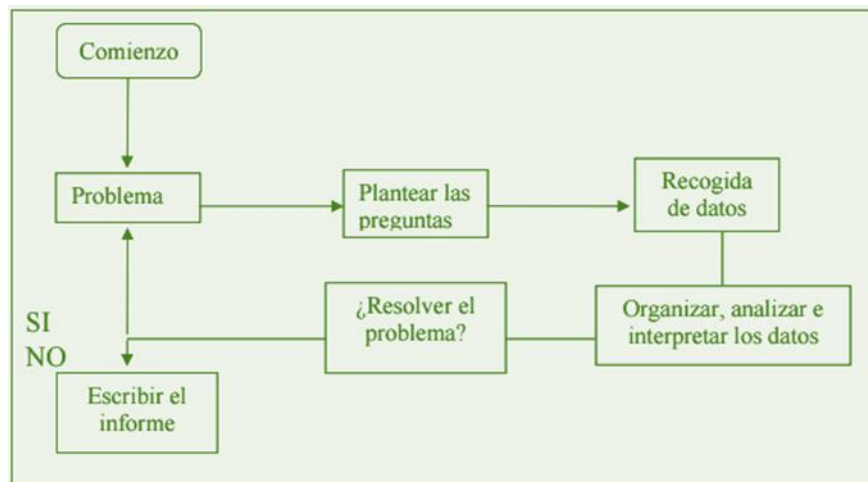 Comienzo
Problema
Plantear las
preguntas
Recogida
de datos
Organizar, analizar e
interpretar los datos
¿Resolver el
problema?
SI
NO
Escribir el
informe